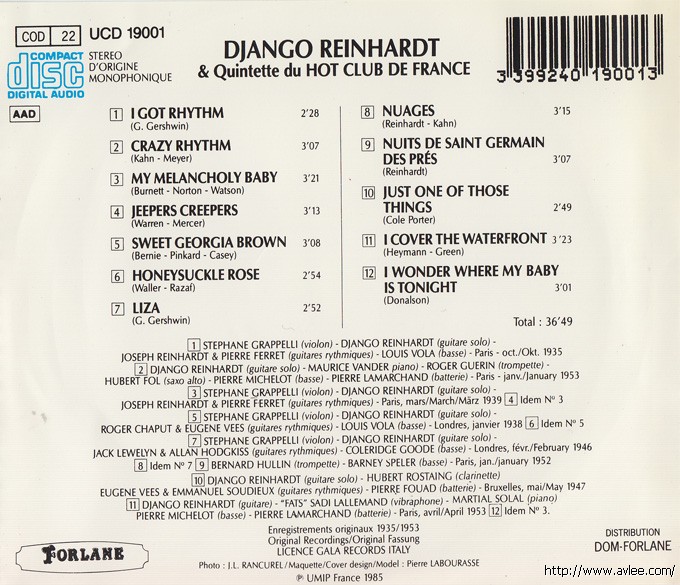 COD 22 UCD 19001
COMPACT disc DIGITAL AUDIO
STEREO
D'ORIGINE
MONOPHONIQUE
AAD
DJANGO REINHARDT
& Quintette du HOT CLUB DE FRANCE
3 399240 190013
1 I GOT RHYTHM 2'28
(G. Gershwin)
2 CRAZY RHYTHM 3'07
(Kahn - Meyer)
3 MY MELANCHOLY BABY 3'21
(Burnett - Norton - Watson)
4 JEEPERS CREEPERS 3'13
(Warren - Mercer)
5 SWEET GEORGIA BROWN 3'08
(Bernie - Pinkard - Casey)
6 HONEYSUCKLE ROSE 2'54
(Waller - Razaf)
7 LIZA 2'52
(G. Gershwin)
8 NUAGES 3'15
(Reinhardt - Kahn)
9 NUITS DE SAINT GERMAIN
DES PRÉS 3'07
(Reinhardt)
10 JUST ONE OF THOSE
THINGS 2'49
(Cole Porter)
11 I COVER THE WATERFRONT 3'23
(Heymann - Green)
12 I WONDER WHERE MY BABY
IS TONIGHT 3'01
(Donalson)
Total : 36'49
1 STEPHANE GRAPPELLI (violon) - DJANGO REINHARDT (guitare solo) -
JOSEPH REINHARDT & PIERRE FERRET (guitares rythmiques) - LOUIS VOLA (basse) - Paris - oct./Okt. 1935
2 DJANGO REINHARDT (guitare solo) - MAURICE VANDER piano) - ROGER GUERIN (trompette) -
HUBERT FOL (saxo alto) - PIERRE MICHELOT (basse) - PIERRE LAMARCHAND (batterie) - Paris - janv./January 1953
3 STEPHANE GRAPPELLI (violon) - DJANGO REINHARDT (guitare solo) -
JOSEPH REINHARDT & PIERRE FERRET (guitares rythmiques) - Paris, mars/March/März 1939 4 Idem N° 3
5 STEPHANE GRAPPELLI (violon) - DJANGO REINHARDT (guitare solo) -
ROGER CHAPUT & EUGENE VEES (guitares rythmiques) - LOUIS VOLA (basse) - Londres, janvier 1938 6 Idem N° 5
7 STEPHANE GRAPPELLI (violon) - DJANGO REINHARDT (guitare solo) -
JACK LEWELYN & ALLAN HODGKISS (guitares rythmiques) - COLERIDGE GOODE (basse) - Londres, févr./February 1946
8 Idem N° 7 9 BERNARD HULLIN (trompette) - BARNEY SPELER (basse) - Paris, jan./january 1952
10 DJANGO REINHARDT (guitare solo) - HUBERT ROSTAING (clarinette)
EUGENE VEES & EMMANUEL SOUDIEUX (guitares rythmiques) - PIERRE FOUAD (batterie) - Bruxelles, mai/May 1947
11 DJANGO REINHARDT (guitare) - "FATS" SADI LALLEMAND (vibraphone) - MARTIAL SOLAL (piano)
PIERRE MICHELOT (basse) - PIERRE LAMARCHAND (batterie) - Paris, avril/April 1953 12 Idem N° 3.
Enregistrements originaux 1935/1953
Original Recordings/Original Fassung
LICENCE GALA RECORDS ITALY
Photo : J.L. RANCUREL/Maquette/Cover design/Model : Pierre LABOURASSE
℗ UMIP France 1985
FORLANE
DISTRIBUTION
DOM-FORLANE
http://www.avlee.com/